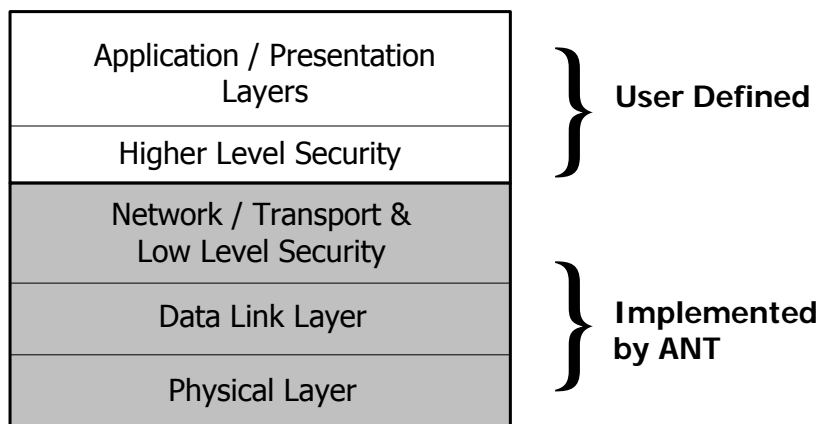 Application / Presentation
Layers
User Defined
Higher Level Security
Network / Transport &
Low Level Security
Data Link Layer
Implemented
by ANT
Physical Layer